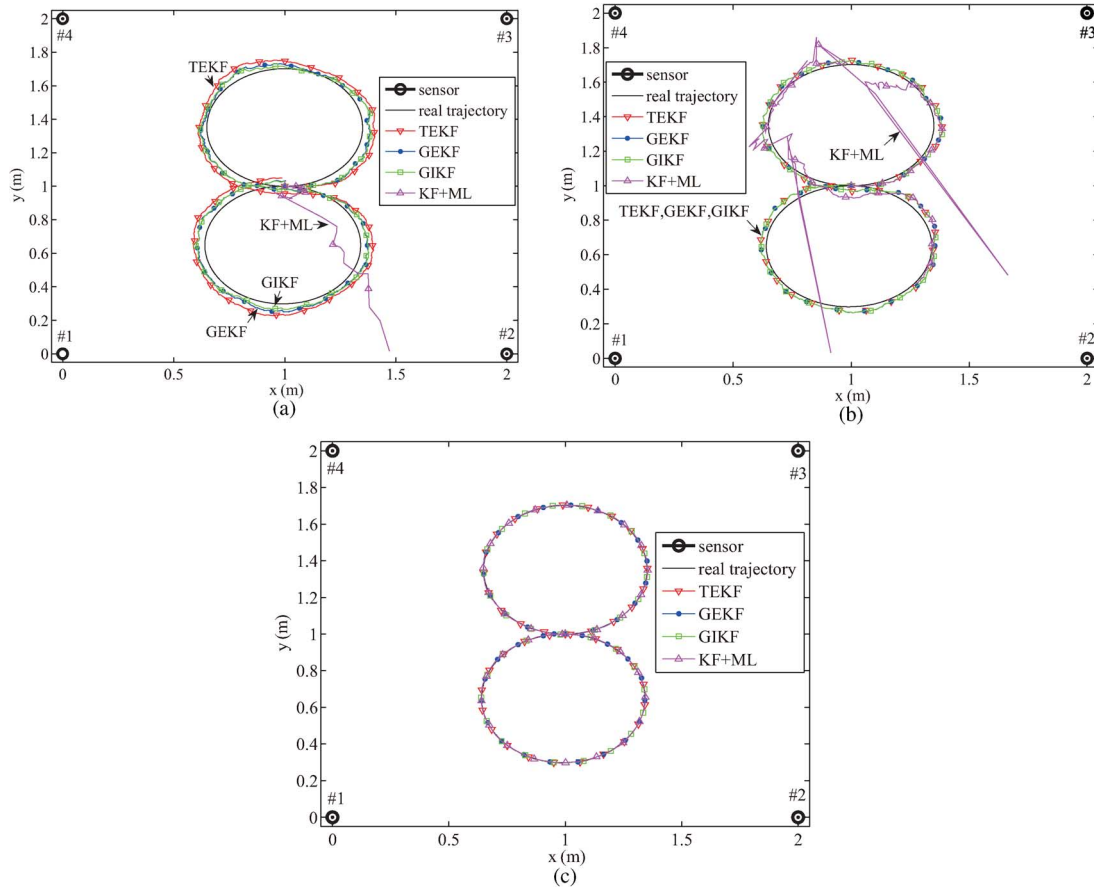 2
1.8
1.6
1.4
1.2
1
0.8
0.6
0.4
0.2
0
y (m)
#4
#3
TEKF
sensor
real trajectory
TEKF
GEKF
GIKF
KF+ML
KF+ML
GIKF
GEKF
#1
#2
0
0.5
1
1.5
2
x (m)
(a)
2
1.8
1.6
1.4
1.2
1
0.8
0.6
0.4
0.2
0
y (m)
#4
#3
sensor
real trajectory
TEKF
GEKF
GIKF
KF+ML
KF+ML
TEKF,GEKF,GIKF
#1
#2
0
0.5
1
1.5
2
x (m)
(b)
2
1.8
1.6
1.4
1.2
1
0.8
0.6
0.4
0.2
0
y (m)
#4
#3
sensor
real trajectory
TEKF
GEKF
GIKF
KF+ML
#1
#2
0
0.5
1
1.5
2
x (m)
(c)